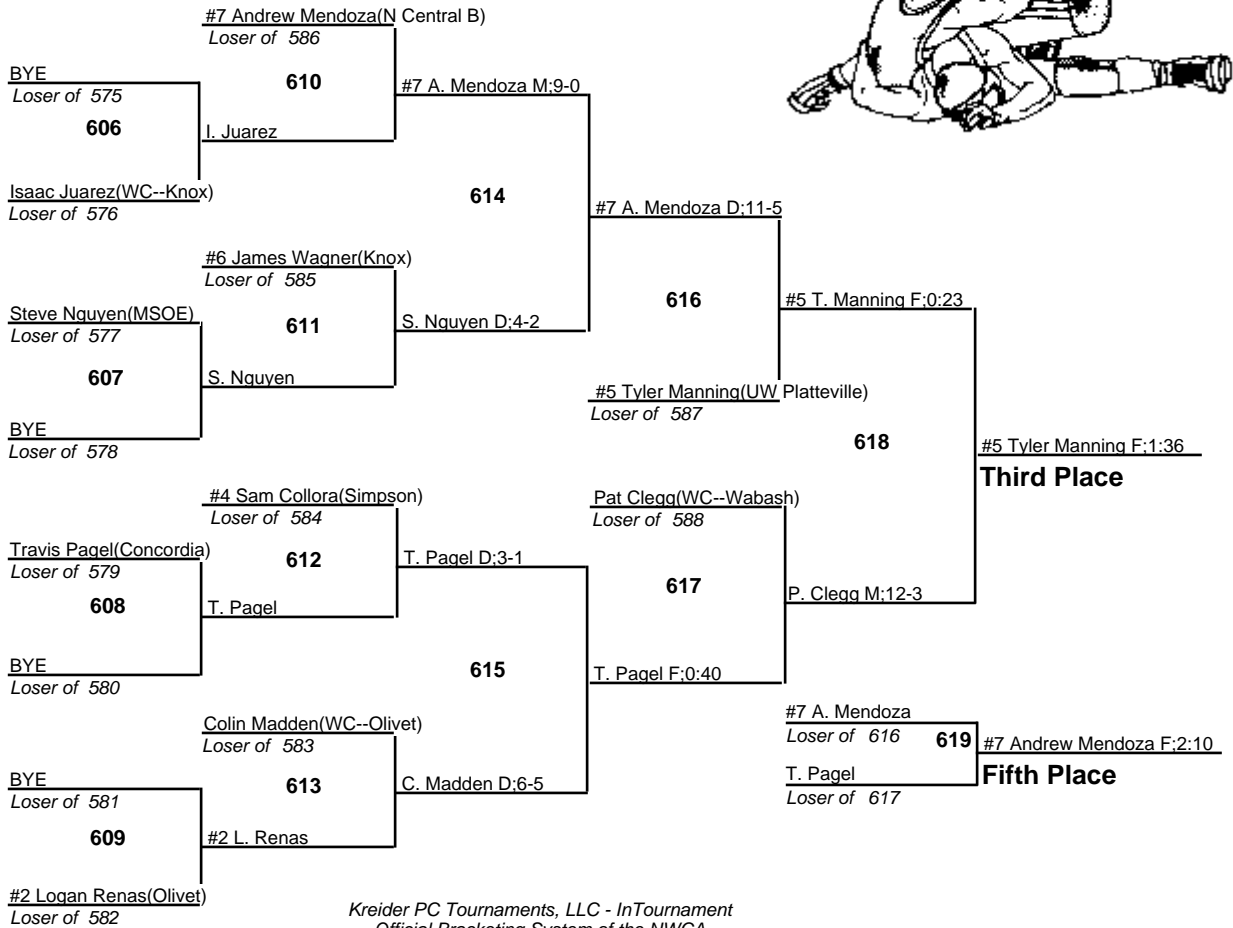 #7 Andrew Mendoza(N Central B)
Loser of 586
BYE
Loser of 575
610
#7 A. Mendoza M;9-0
606
I. Juarez
Isaac Juarez(WC--Knox)
Loser of 576
614
#7 A. Mendoza D;11-5
#6 James Wagner(Knox)
Loser of 585
Steve Nguyen(MSOE)
Loser of 577
611
S. Nguyen D;4-2
616
#5 T. Manning F;0:23
607
S. Nguyen
#5 Tyler Manning(UW Platteville)
Loser of 587
BYE
Loser of 578
618
#5 Tyler Manning F;1:36
Third Place
#4 Sam Collora(Simpson)
Loser of 584
Pat Clegg(WC--Wabash)
Loser of 588
Travis Pagel(Concordia)
Loser of 579
612
T. Pagel D;3-1
617
P. Clegg M;12-3
608
T. Pagel
BYE
Loser of 580
615
T. Pagel F;0:40
Colin Madden(WC--Olivet)
Loser of 583
#7 A. Mendoza
Loser of 616
619
#7 Andrew Mendoza F;2:10
Fifth Place
T. Pagel
Loser of 617
BYE
Loser of 581
613
C. Madden D;6-5
609
#2 L. Renas
#2 Logan Renas(Olivet)
Loser of 582
Kreider PC Tournaments, LLC - InTournament
Official Bracketing System of the NWCA